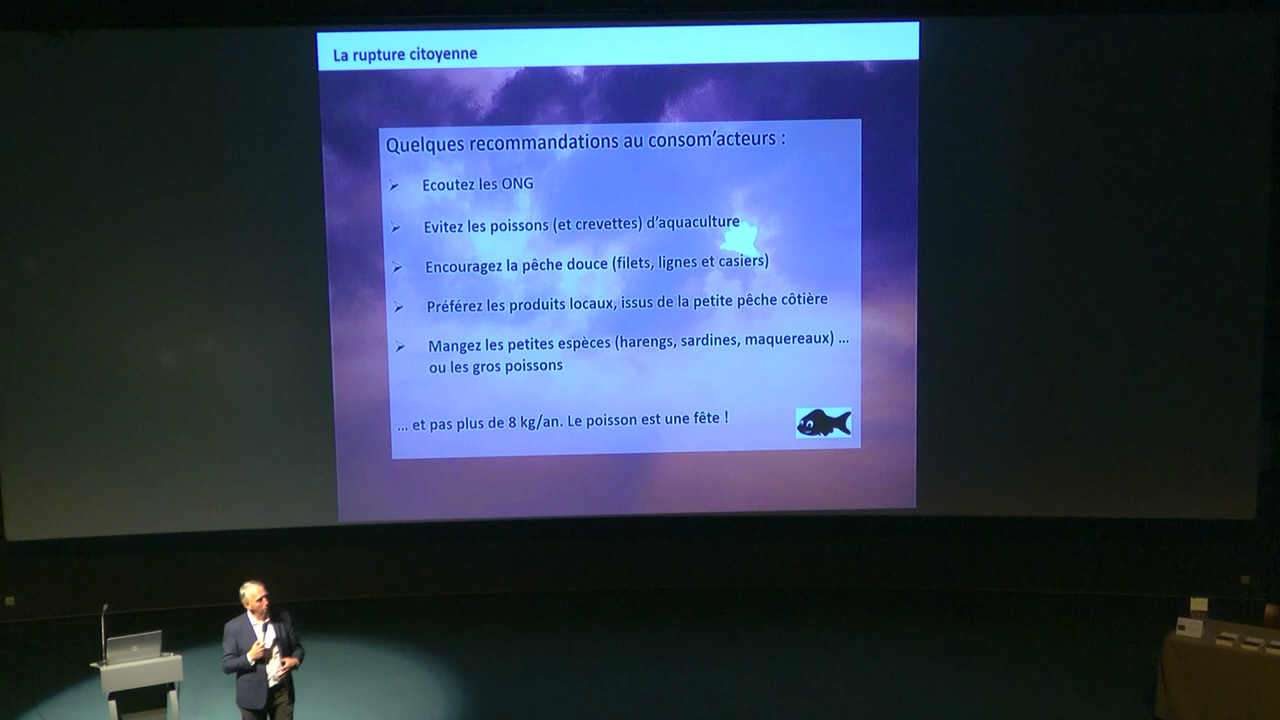 La rupture citoyenne
Quelques recommandations au consom'acteurs :
Ecoutez les ONG
Evitez les poissons (et crevettes) d'aquaculture
Encouragez la pêche douce (filets, lignes et casiers)
Préférez les produits locaux, issus de la petite pêche côtière
Mangez les petites espèces (harengs, sardines, maquereaux) ...
ou les gros poissons
... et pas plus de 8 kg/an. Le poisson est une fête !